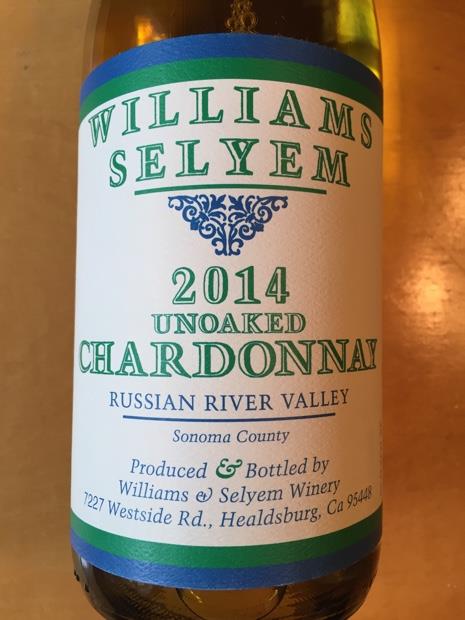 WILLIAMS
SELYEM
2014
UNOAKED
CHARDONNAY
RUSSIAN RIVER VALLEY
Sonoma County
Produced & Bottled by
Williams & Selyem Winery
7227 Westside Rd., Healdsburg, Ca 95448